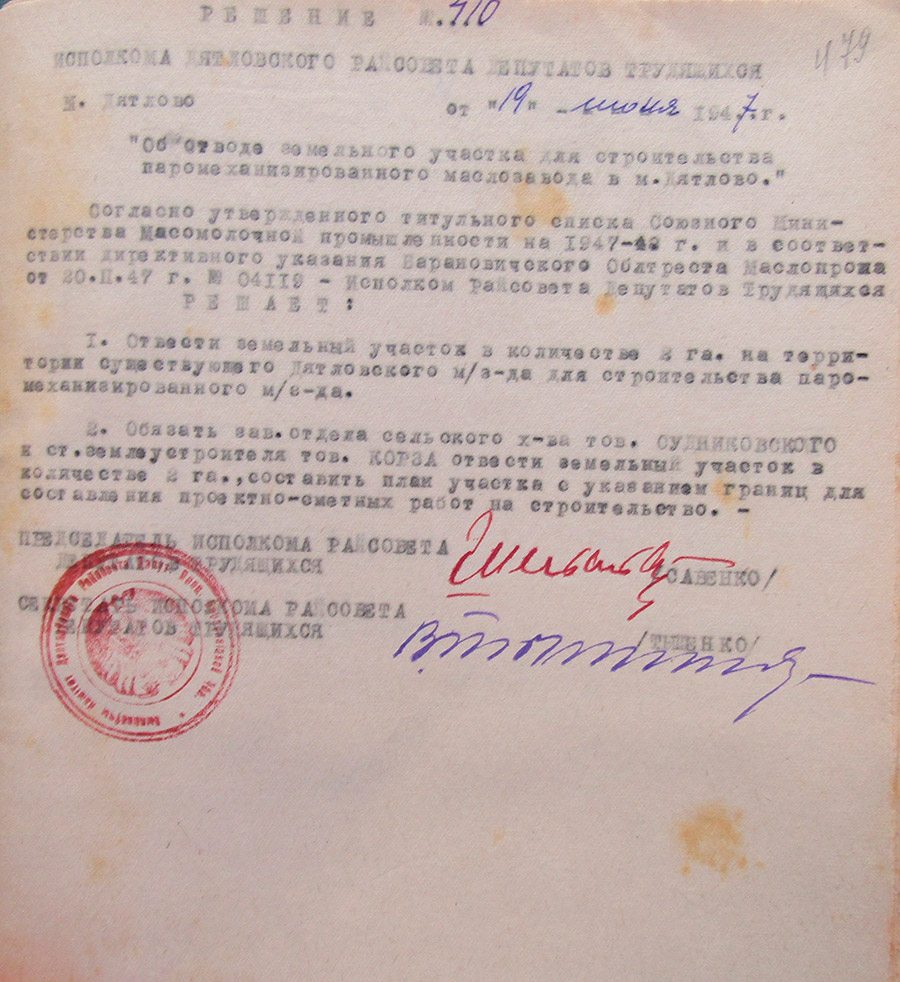 РЕШЕНИЕ №. 410
479
ИСПОЛКОМА ДЯТЛОВСКОГО РАЙСОВЕТА ДЕПУТАТОВ ТРУДЯЩИХСЯ
м. Дятлово от "19" - июня 1947.г.
"Об отводе земельного участка для строительства
паромеханизированного маслозавода в м.Дятлово."
Согласно утвержденного титульного списка Союзного Мини-
стерства Масомолочной промышленности на 1947-48 г. и в соответ-
ствии директивного указания Барановичского Облтреста Маслопрома
от 20.II.47 г. № 04119 - Исполком Райсовета Депутатов Трудящихся
РЕШАЕТ:
I. Отвести земельный участок в количестве 2 га. на терри-
тории существующего Дятловского м/з-да для строительства паро-
механизированного м/з-да.
2. Обязать зав.отдела сельского х-ва тов. СУДНИКОВСКОГО
и ст.землеустроителя тов. КОРЗА отвести земельный участок в
количестве 2 га.,составить план участка с указанием границ для
составления проектно-сметных работ на строительство. -
ПРЕДСЕДАТЕЛЬ ИСПОЛКОМА РАЙСОВЕТА
ДЕПУТАТОВ ТРУДЯЩИХСЯ /САВЕНКО/
СЕКРЕТАРЬ ИСПОЛКОМА РАЙСОВЕТА
ДЕПУТАТОВ ТРУДЯЩИХСЯ /ТЫШЕНКО/